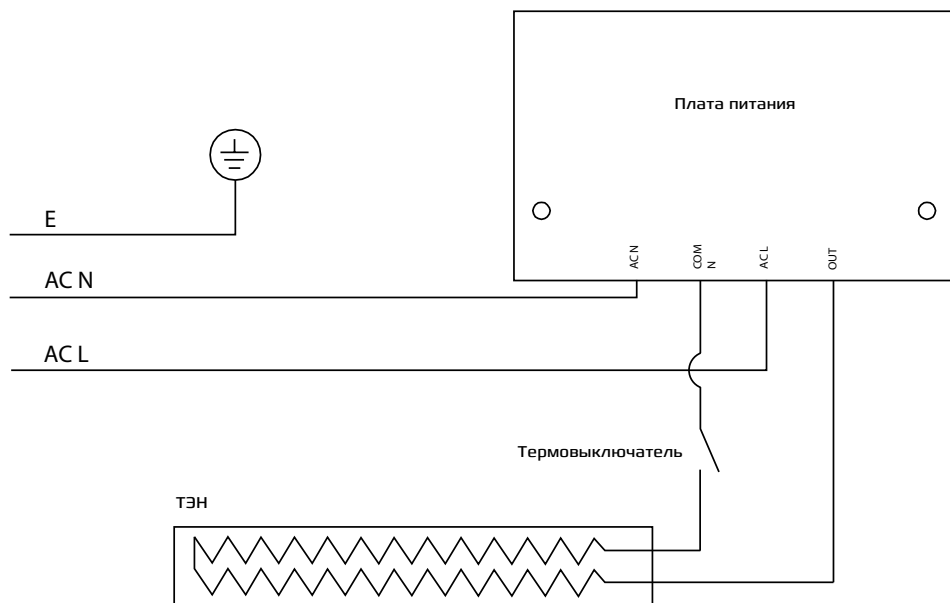 Плата питания
E
AC N
COM
N
AC L
OUT
AC N
AC L
Термовыключатель
ТЭН